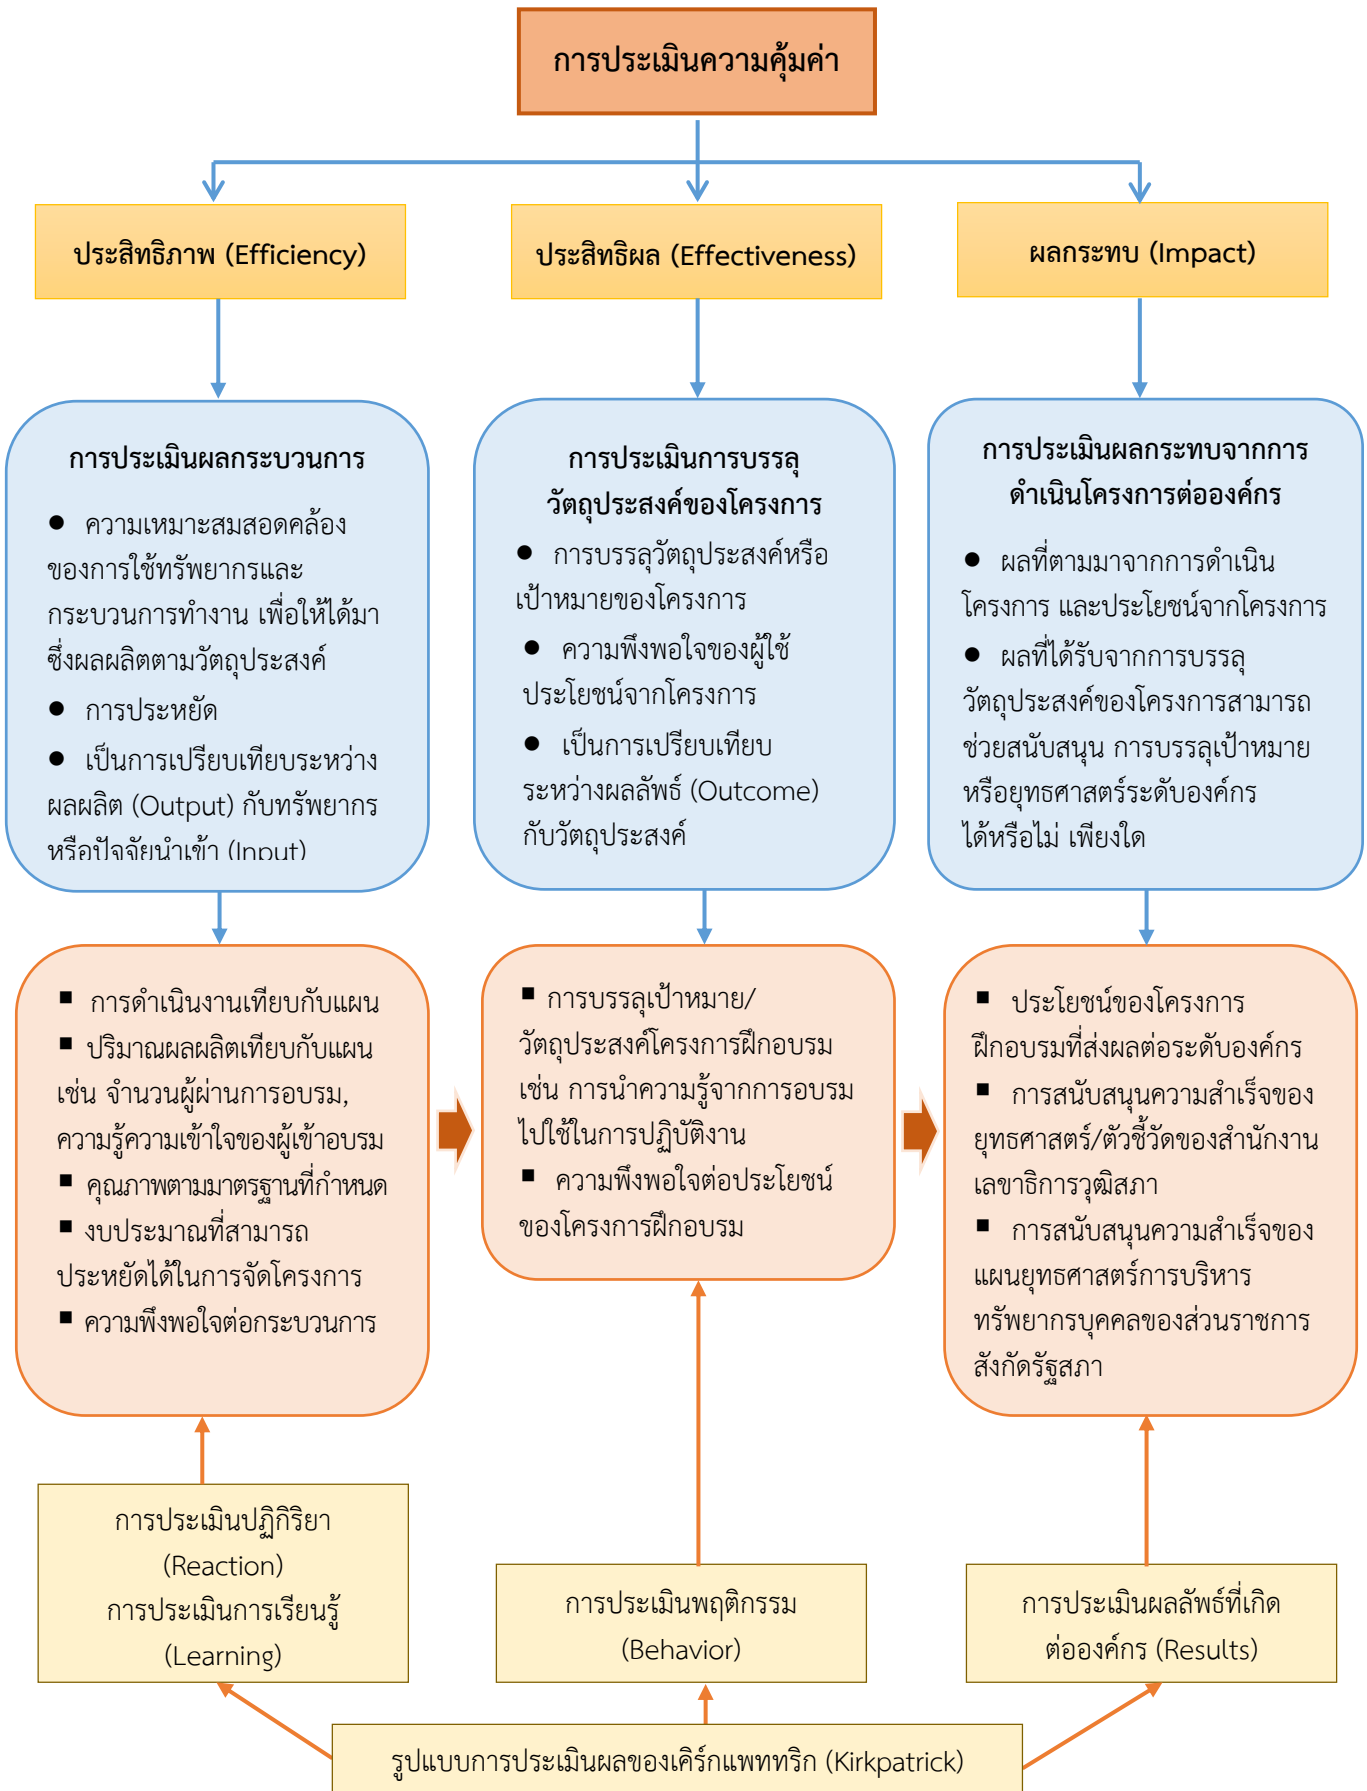 การประเมินความคุ้มค่า
ประสิทธิภาพ (Efficiency)
ประสิทธิผล (Effectiveness)
ผลกระทบ (Impact)
การประเมินผลกระบวนการ
● ความเหมาะสมสอดคล้อง
ของการใช้ทรัพยากรและ
กระบวนการทำงาน เพื่อให้ได้มา
ซึ่งผลผลิตตามวัตถุประสงค์
● การประหยัด
● เป็นการเปรียบเทียบระหว่าง
ผลผลิต (Output) กับทรัพยากร
หรือปัจจัยนำเข้า (Input)
การประเมินการบรรลุ
วัตถุประสงค์ของโครงการ
● การบรรลุวัตถุประสงค์หรือ
เป้าหมายของโครงการ
● ความพึงพอใจของผู้ใช้
ประโยชน์จากโครงการ
● เป็นการเปรียบเทียบ
ระหว่างผลลัพธ์ (Outcome)
กับวัตถุประสงค์
การประเมินผลกระทบจากการ
ดำเนินโครงการต่อองค์กร
● ผลที่ตามมาจากการดำเนิน
โครงการ และประโยชน์จากโครงการ
● ผลที่ได้รับจากการบรรลุ
วัตถุประสงค์ของโครงการสามารถ
ช่วยสนับสนุน การบรรลุเป้าหมาย
หรือยุทธศาสตร์ระดับองค์กร
ได้หรือไม่ เพียงใด
■ การดำเนินงานเทียบกับแผน
■ ปริมาณผลผลิตเทียบกับแผน
เช่น จำนวนผู้ผ่านการอบรม,
ความรู้ความเข้าใจของผู้เข้าอบรม
■ คุณภาพตามมาตรฐานที่กำหนด
■ งบประมาณที่สามารถ
ประหยัดได้ในการจัดโครงการ
■ ความพึงพอใจต่อกระบวนการ
■ การบรรลุเป้าหมาย/
วัตถุประสงค์โครงการฝึกอบรม
เช่น การนำความรู้จากการอบรม
ไปใช้ในการปฏิบัติงาน
■ ความพึงพอใจต่อประโยชน์
ของโครงการฝึกอบรม
■ ประโยชน์ของโครงการ
ฝึกอบรมที่ส่งผลต่อระดับองค์กร
■ การสนับสนุนความสำเร็จของ
ยุทธศาสตร์/ตัวชี้วัดของสำนักงาน
เลขาธิการวุฒิสภา
■ การสนับสนุนความสำเร็จของ
แผนยุทธศาสตร์การบริหาร
ทรัพยากรบุคคลของส่วนราชการ
สังกัดรัฐสภา
การประเมินปฏิกิริยา
(Reaction)
การประเมินการเรียนรู้
(Learning)
การประเมินพฤติกรรม
(Behavior)
การประเมินผลลัพธ์ที่เกิด
ต่อองค์กร (Results)
รูปแบบการประเมินผลของเคิร์กแพททริก (Kirkpatrick)